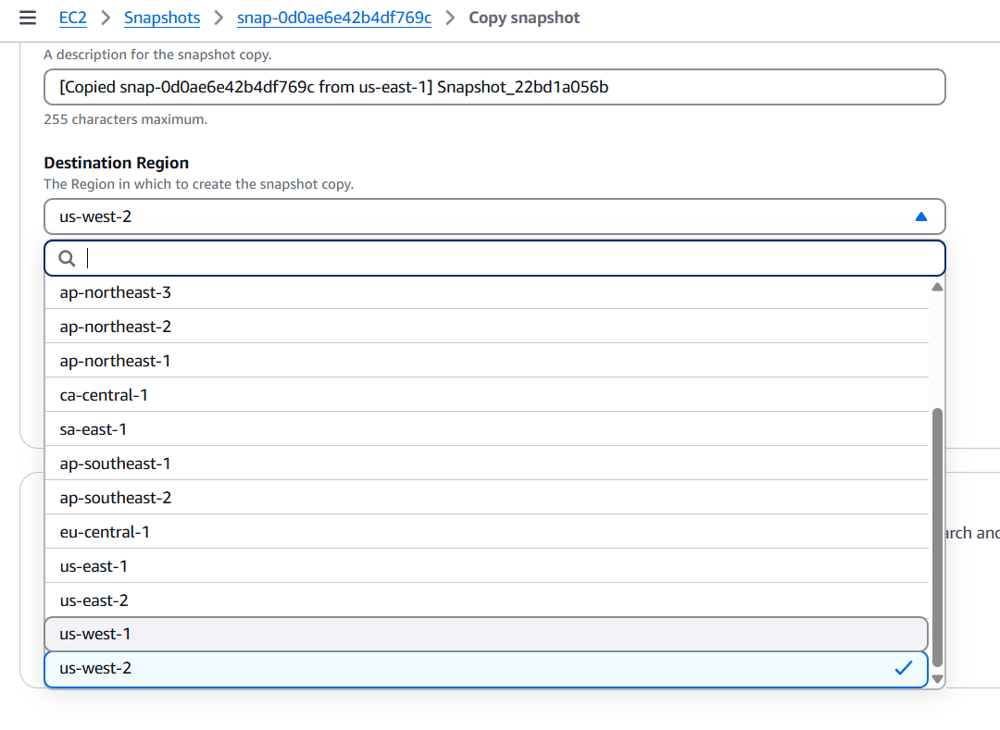 EC2 > Snapshots > snap-0d0ae6e42b4df769c > Copy snapshot
A description for the snapshot copy.
[Copied snap-0d0ae6e42b4df769c from us-east-1] Snapshot_22bd1a056b
255 characters maximum.
Destination Region
The Region in which to create the snapshot copy.
us-west-2
ap-northeast-3
ap-northeast-2
ap-northeast-1
ca-central-1
sa-east-1
ap-southeast-1
ap-southeast-2
eu-central-1
us-east-1
us-east-2
us-west-1
us-west-2